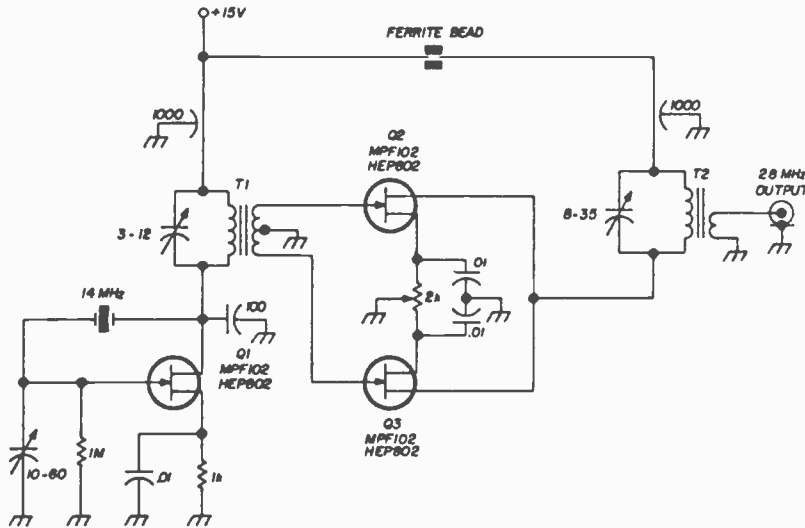 +15V
FERRITE BEAD
1000
1000
Q2
MPF102
HEP802
T1
T2
28 MHz
OUTPUT
3-12
8-35
.01
14 MHz
100
2k
Q1
MPF102
HEP802
.01
Q3
MPF102
HEP802
10-60
1M
.01
1k